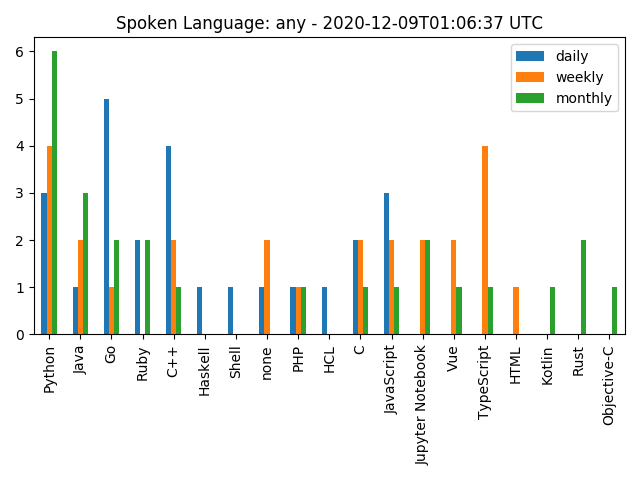 Spoken Language: any - 2020-12-09T01:06:37 UTC
daily
weekly
monthly
6
5
4
3
2
1
0
Python
Java
Go
Ruby
C++
Haskell
Shell
none
PHP
HCL
C
JavaScript
Jupyter Notebook
Vue
TypeScript
HTML
Kotlin
Rust
Objective-C